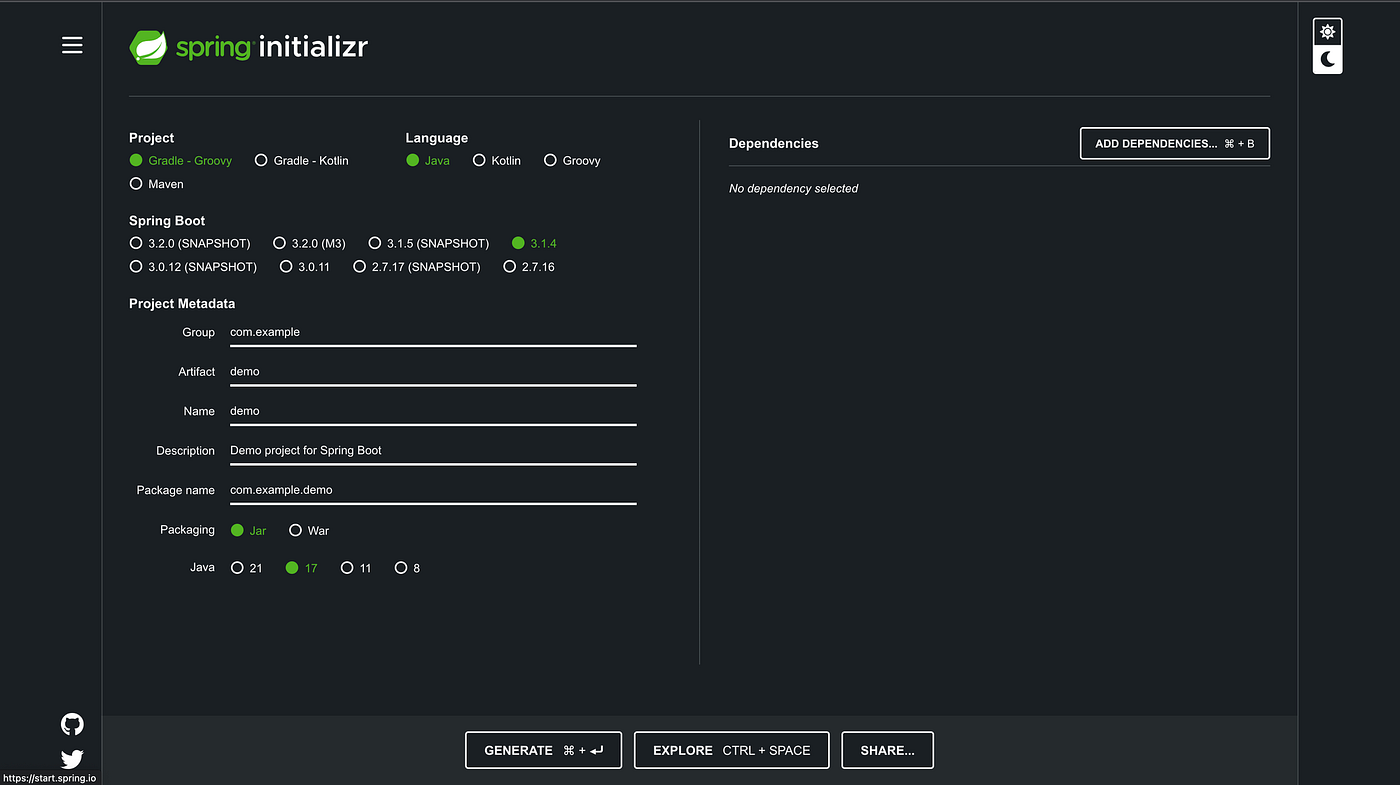 spring initializr
Project
Gradle - Groovy
Gradle - Kotlin
Maven
Language
Java
Kotlin
Groovy
Spring Boot
3.2.0 (SNAPSHOT)
3.2.0 (M3)
3.1.5 (SNAPSHOT)
3.1.4
3.0.12 (SNAPSHOT)
3.0.11
2.7.17 (SNAPSHOT)
2.7.16
Project Metadata
Group com.example
Artifact demo
Name demo
Description Demo project for Spring Boot
Package name com.example.demo
Packaging Jar War
Java 21 17 11 8
Dependencies
ADD DEPENDENCIES... ⌘ + B
No dependency selected
GENERATE ⌘ + ⏎
EXPLORE CTRL + SPACE
SHARE...
https://start.spring.io